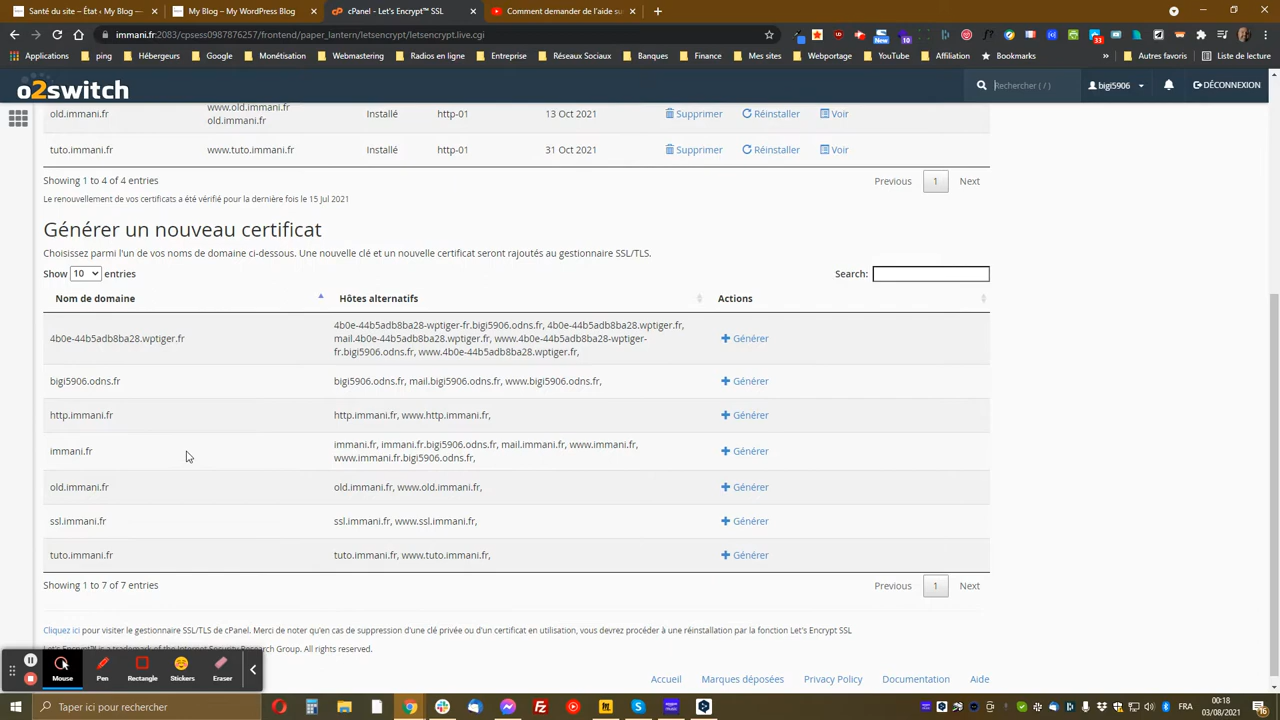 Santé du site – État ‹ My Blog —
My Blog – My WordPress Blog
cPanel - Let's Encrypt™ SSL
Comment demander de l'aide su
immani.fr:2083/cpsess0987876257/frontend/paper_lantern/letsencrypt/letsencrypt.live.cgi
Applications ping Hébergeurs Google Webmasters Radios en ligne Entreprise Réseaux Sociaux Banques Finance Maps Webportage YouTube Affiliation Bookmarks » Autres favoris Liste de lecture
o2switch Rechercher ( / ) bigi5906 DÉCONNEXION
old.immani.fr www.old.immani.fr Installé http-01 13 Oct 2021 Supprimer Réinstaller Voir
old.immani.fr
tuto.immani.fr www.tuto.immani.fr Installé http-01 31 Oct 2021 Supprimer Réinstaller Voir
Showing 1 to 4 of 4 entries Previous 1 Next
Le renouvellement de vos certificats a été vérifié pour la dernière fois le 15 Jul 2021
Générer un nouveau certificat
Choisissez parmi l'un de vos noms de domaine ci-dessous. Une nouvelle clé et un nouvelle certificat seront rajoutés au gestionnaire SSL/TLS.
Show 10 entries Search:
Nom de domaine Hôtes alternatifs Actions
4b0e-44b5adb8ba28-wptiger-fr.bigi5906.odns.fr, 4b0e-44b5adb8ba28.wptiger.fr,
4b0e-44b5adb8ba28.wptiger.fr mail.4b0e-44b5adb8ba28.wptiger.fr, www.4b0e-44b5adb8ba28-wptiger- Générer
fr.bigi5906.odns.fr, www.4b0e-44b5adb8ba28.wptiger.fr,
bigi5906.odns.fr bigi5906.odns.fr, mail.bigi5906.odns.fr, www.bigi5906.odns.fr, Générer
http.immani.fr http.immani.fr, www.http.immani.fr, Générer
immani.fr immani.fr, immani.fr.bigi5906.odns.fr, mail.immani.fr, www.immani.fr, Générer
www.immani.fr.bigi5906.odns.fr,
old.immani.fr old.immani.fr, www.old.immani.fr, Générer
ssl.immani.fr ssl.immani.fr, www.ssl.immani.fr, Générer
tuto.immani.fr tuto.immani.fr, www.tuto.immani.fr, Générer
Showing 1 to 7 of 7 entries Previous 1 Next
Cliquez ici pour visiter le gestionnaire SSL/TLS de cPanel. Merci de noter qu'en cas de suppression d'une clé privée ou d'un certificat en utilisation, vous devrez procéder à une réinstallation par la fonction Let's Encrypt SSL
Let's Encrypt™ is a trademark of the Internet Security Research Group. All rights reserved.
Mouse Pen Rectangle Stickers Eraser
Accueil Marques déposées Privacy Policy Documentation Aide
Taper ici pour rechercher
FRA
00:18
03/08/2021